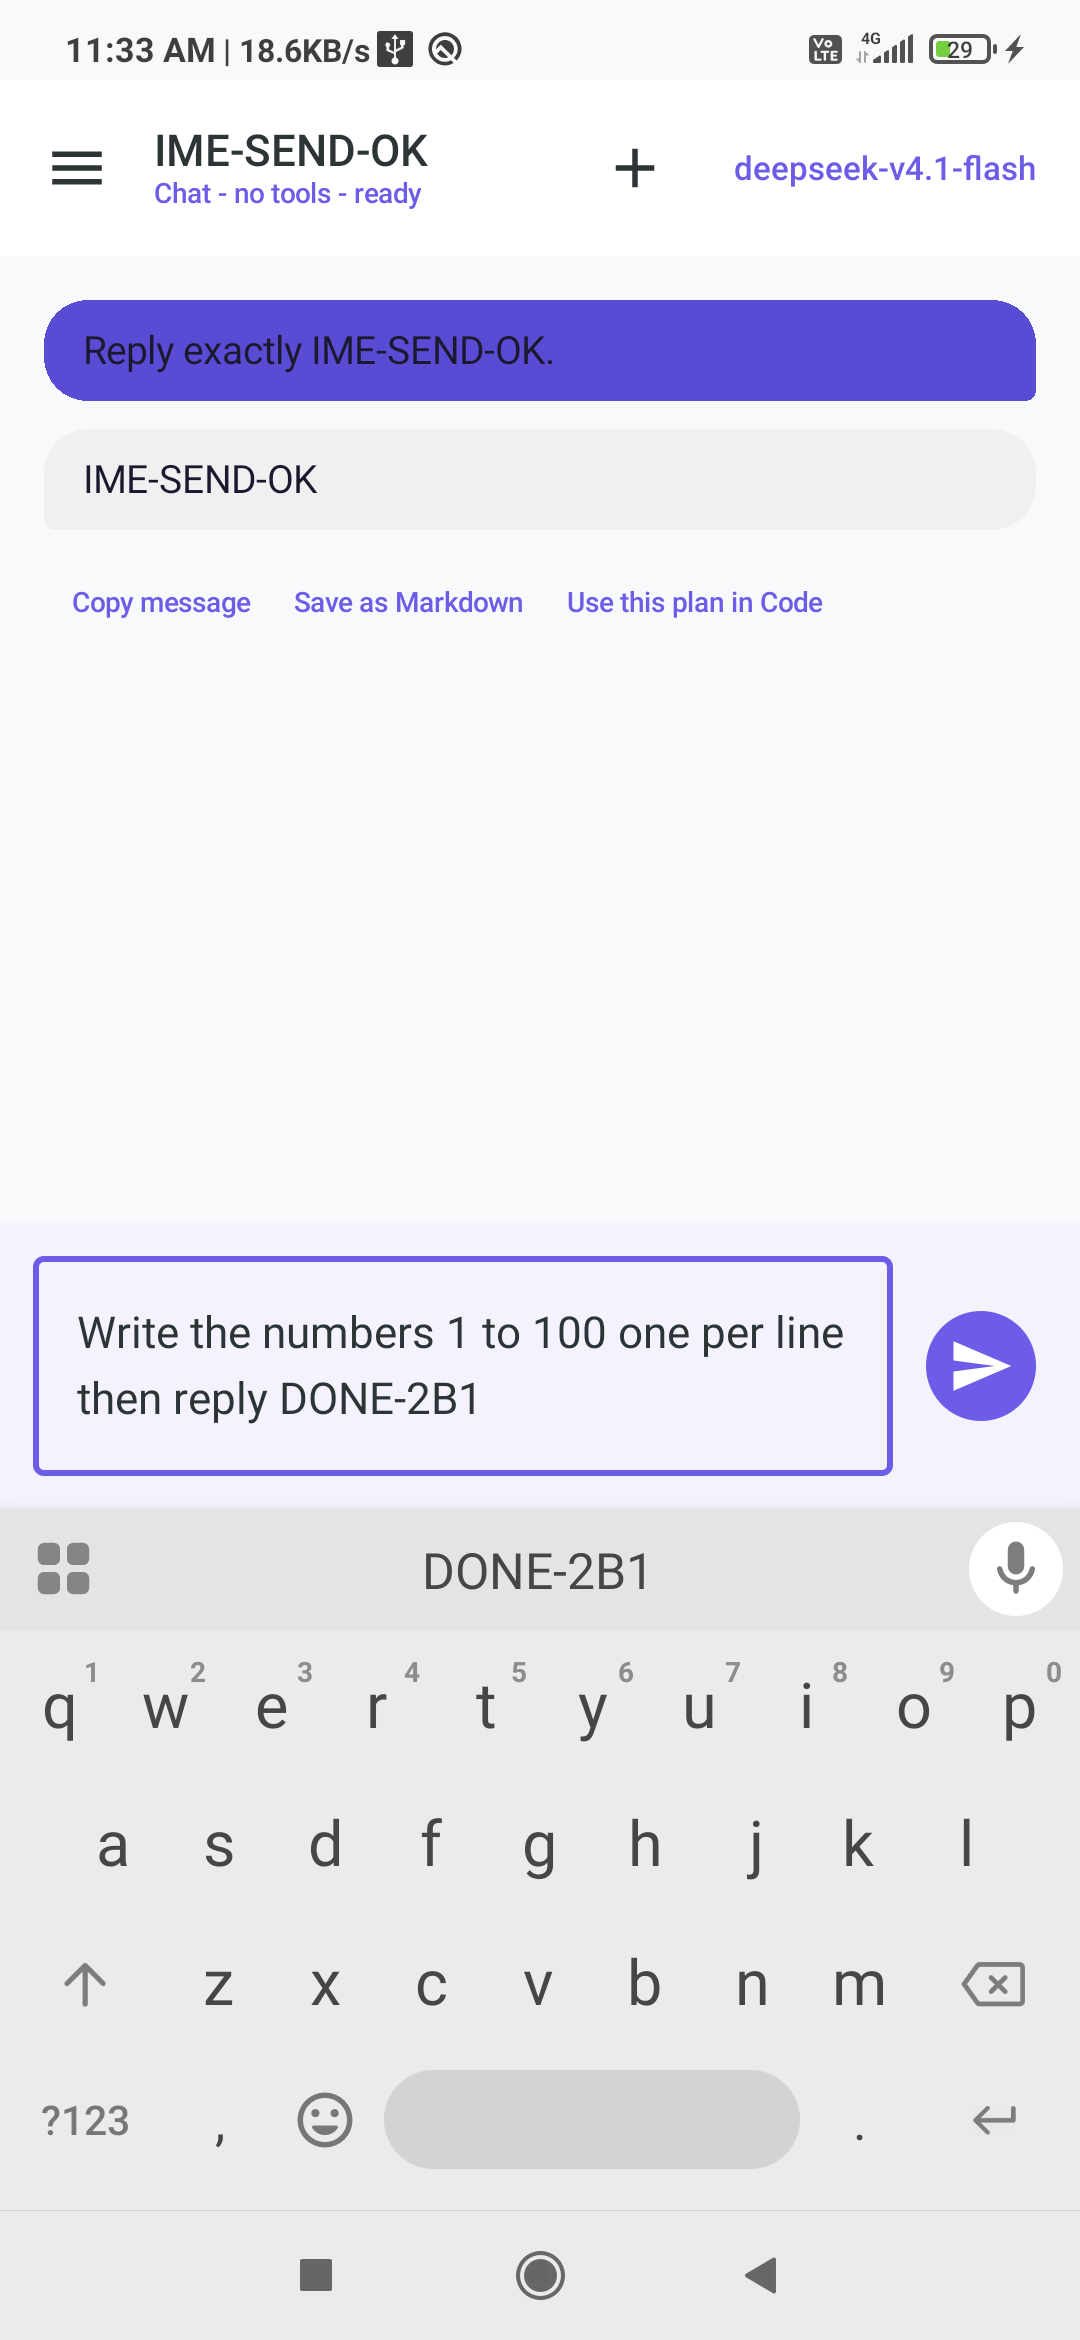 11:33 AM | 18.6KB/s
Vo LTE 4G 29
IME-SEND-OK
Chat - no tools - ready
deepseek-v4.1-flash
Reply exactly IME-SEND-OK.
IME-SEND-OK
Copy message Save as Markdown Use this plan in Code
Write the numbers 1 to 100 one per line
then reply DONE-2B1
DONE-2B1
1 2 3 4 5 6 7 8 9 0
q w e r t y u i o p
a s d f g h j k l
z x c v b n m
?123 , .